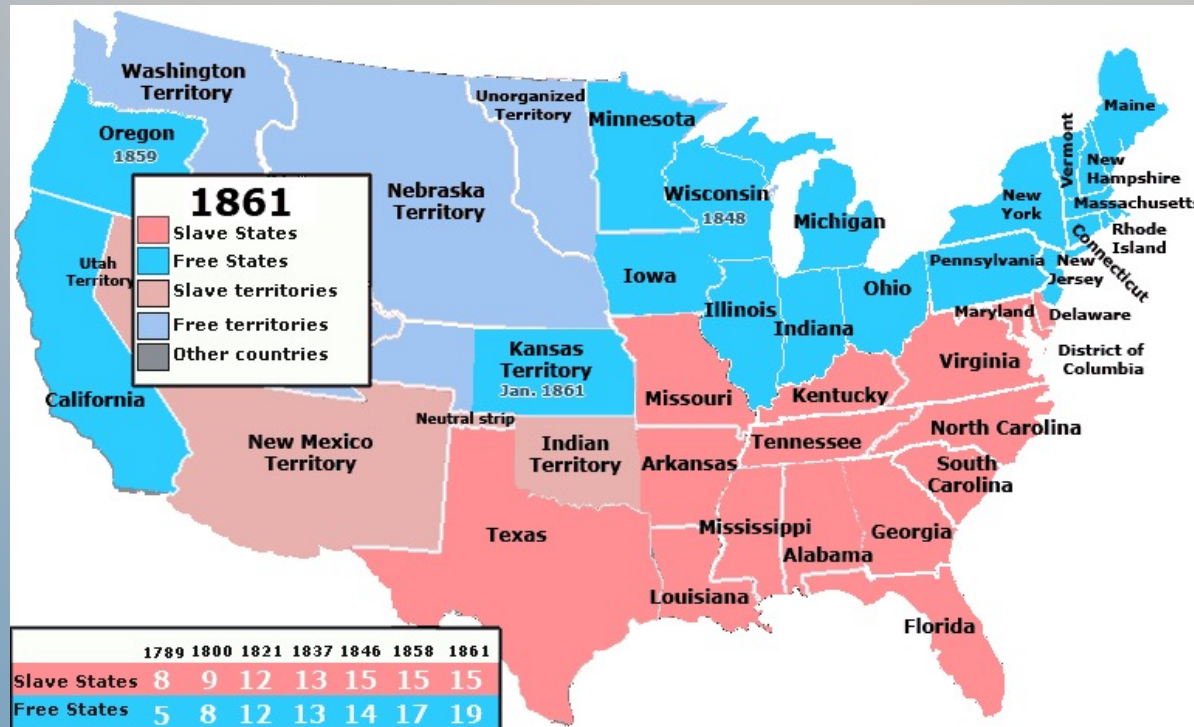 Washington
Territory
Oregon
1859
Unorganized
Territory
Minnesota
Nebraska
Territory
Wisconsin
1848
Michigan
Maine
Vermont
New
Hampshire
New
York
Massachusetts
Rhode
Island
Connecticut
1861
Slave States
Free States
Slave territories
Free territories
Other countries
Utah
Territory
California
Iowa
Illinois
Indiana
Ohio
Pennsylvania
New
Jersey
Maryland
Delaware
District of
Columbia
Kansas
Territory
Jan. 1861
Missouri
Kentucky
Virginia
Neutral strip
New Mexico
Territory
Indian
Territory
Arkansas
Tennessee
North Carolina
South
Carolina
Texas
Mississippi
Alabama
Georgia
Louisiana
Florida
1789 1800 1821 1837 1846 1858 1861
Slave States 8 9 12 13 15 15 15
Free States 5 8 12 13 14 17 19